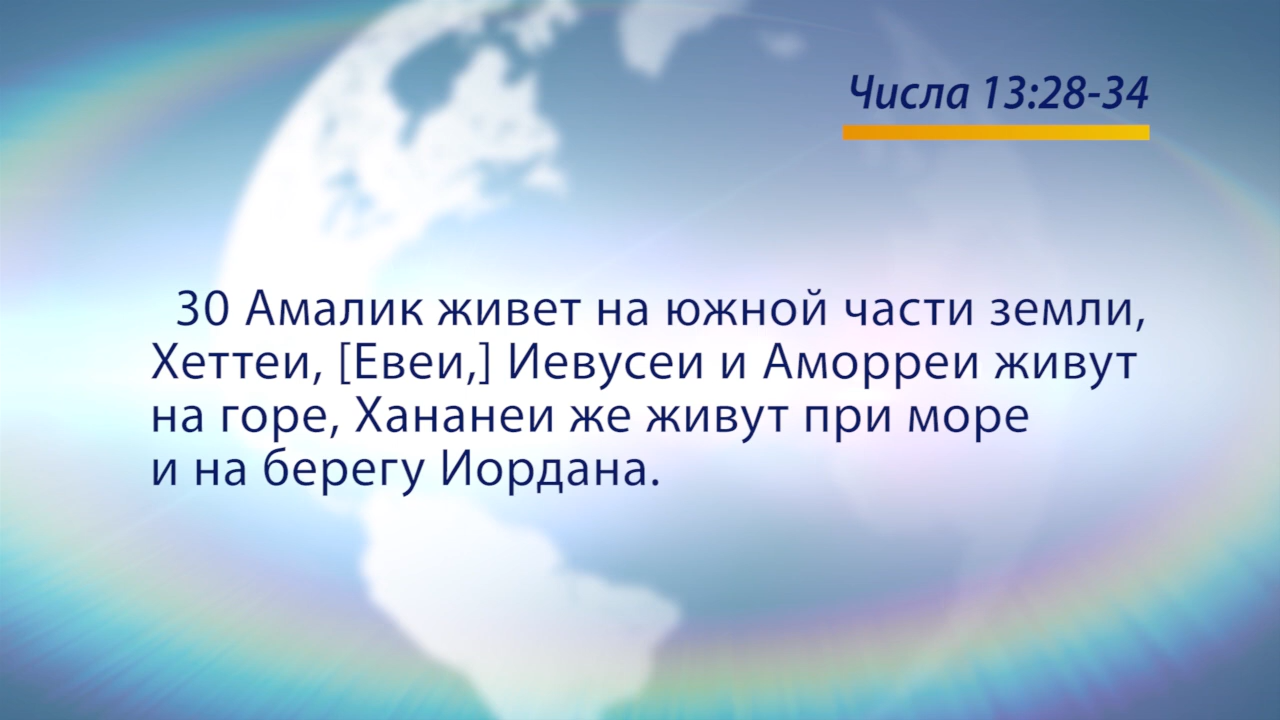 Числа 13:28-34
30 Амалик живет на южной части земли,
Хеттеи, [Евеи,] Иевусеи и Аморреи живут
на горе, Хананеи же живут при море
и на берегу Иордана.